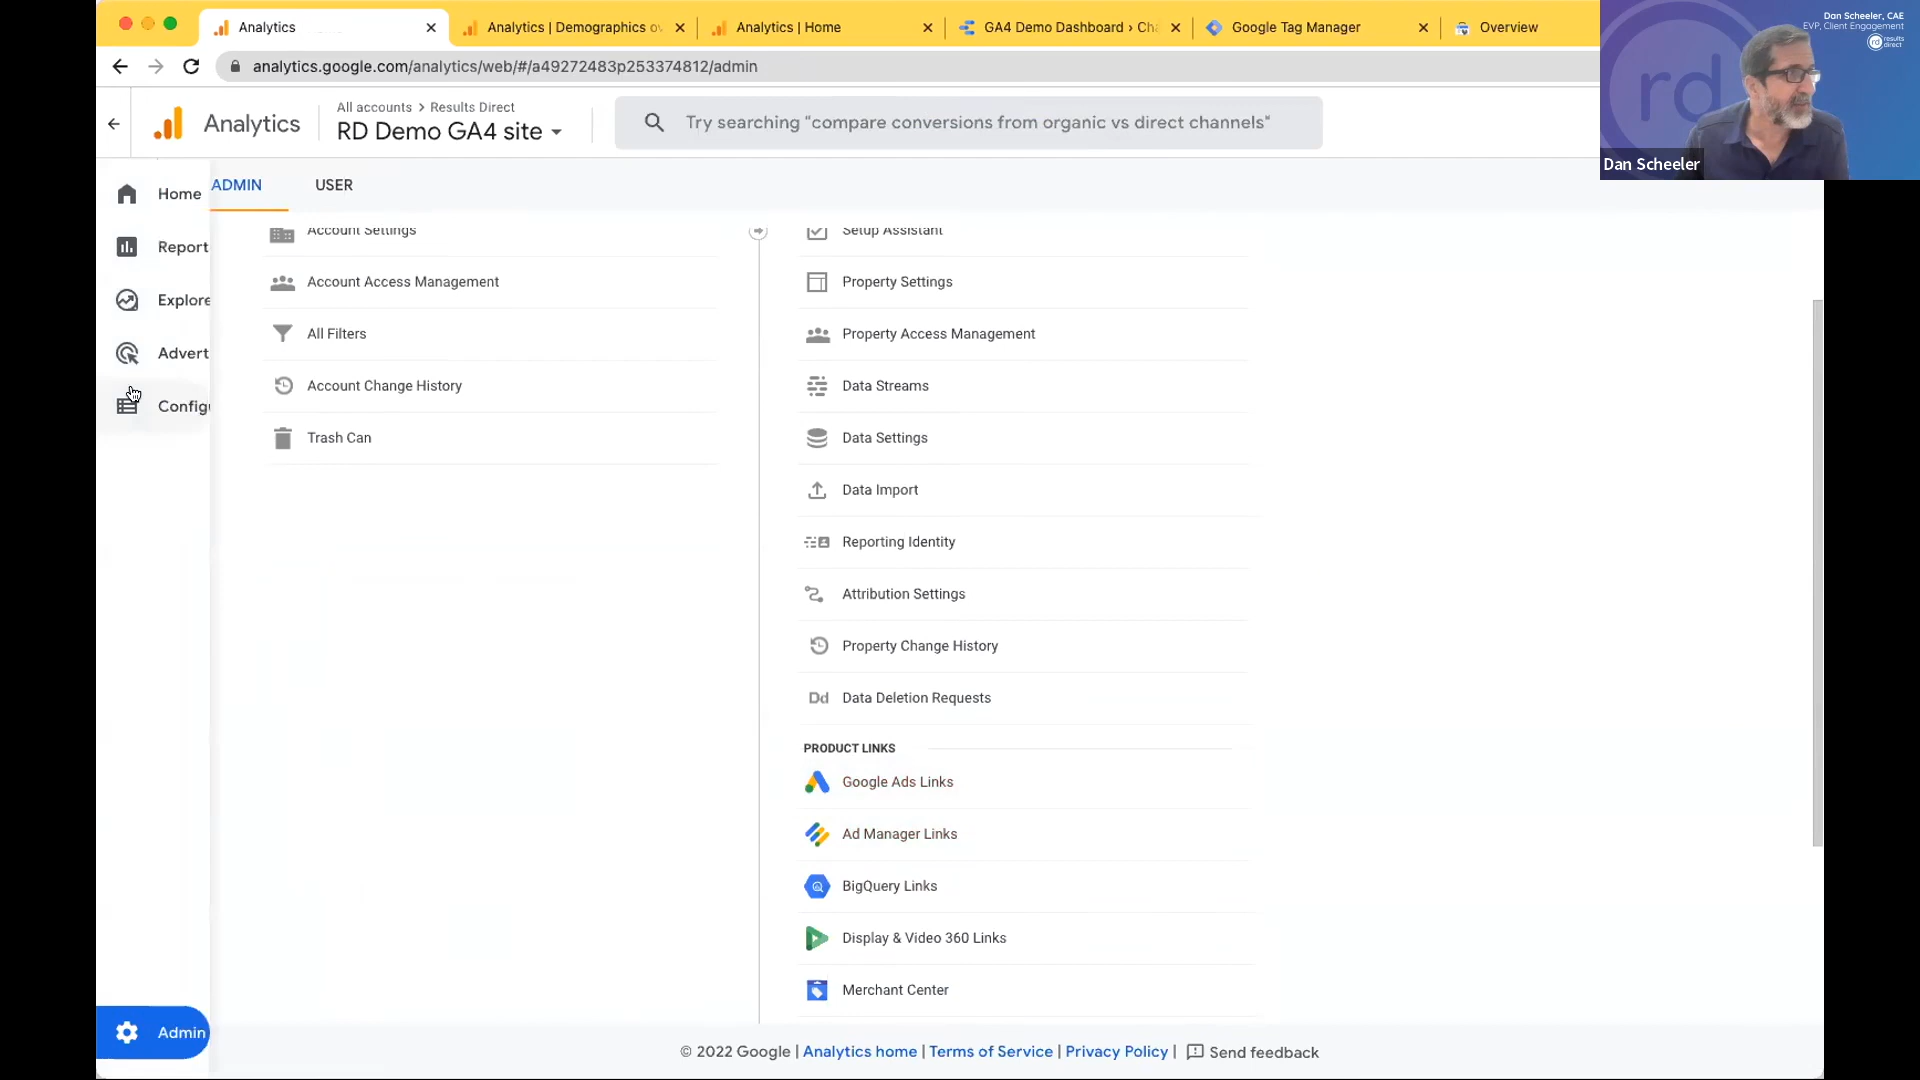 Analytics
Analytics | Demographics ov
Analytics | Home
GA4 Demo Dashboard › Cha
Google Tag Manager
Overview
Dan Scheeler, CAE
EVP, Client Engagement
rd results direct
rd
Dan Scheeler
analytics.google.com/analytics/web/#/a49272483p253374812/admin
Analytics
All accounts > Results Direct
RD Demo GA4 site
Try searching "compare conversions from organic vs direct channels"
Home
Report
Explore
Advert
Config
Admin
ADMIN
USER
Account Settings
Account Access Management
All Filters
Account Change History
Trash Can
Setup Assistant
Property Settings
Property Access Management
Data Streams
Data Settings
Data Import
Reporting Identity
Attribution Settings
Property Change History
Dd Data Deletion Requests
PRODUCT LINKS
Google Ads Links
Ad Manager Links
BigQuery Links
Display & Video 360 Links
Merchant Center
© 2022 Google | Analytics home | Terms of Service | Privacy Policy | Send feedback